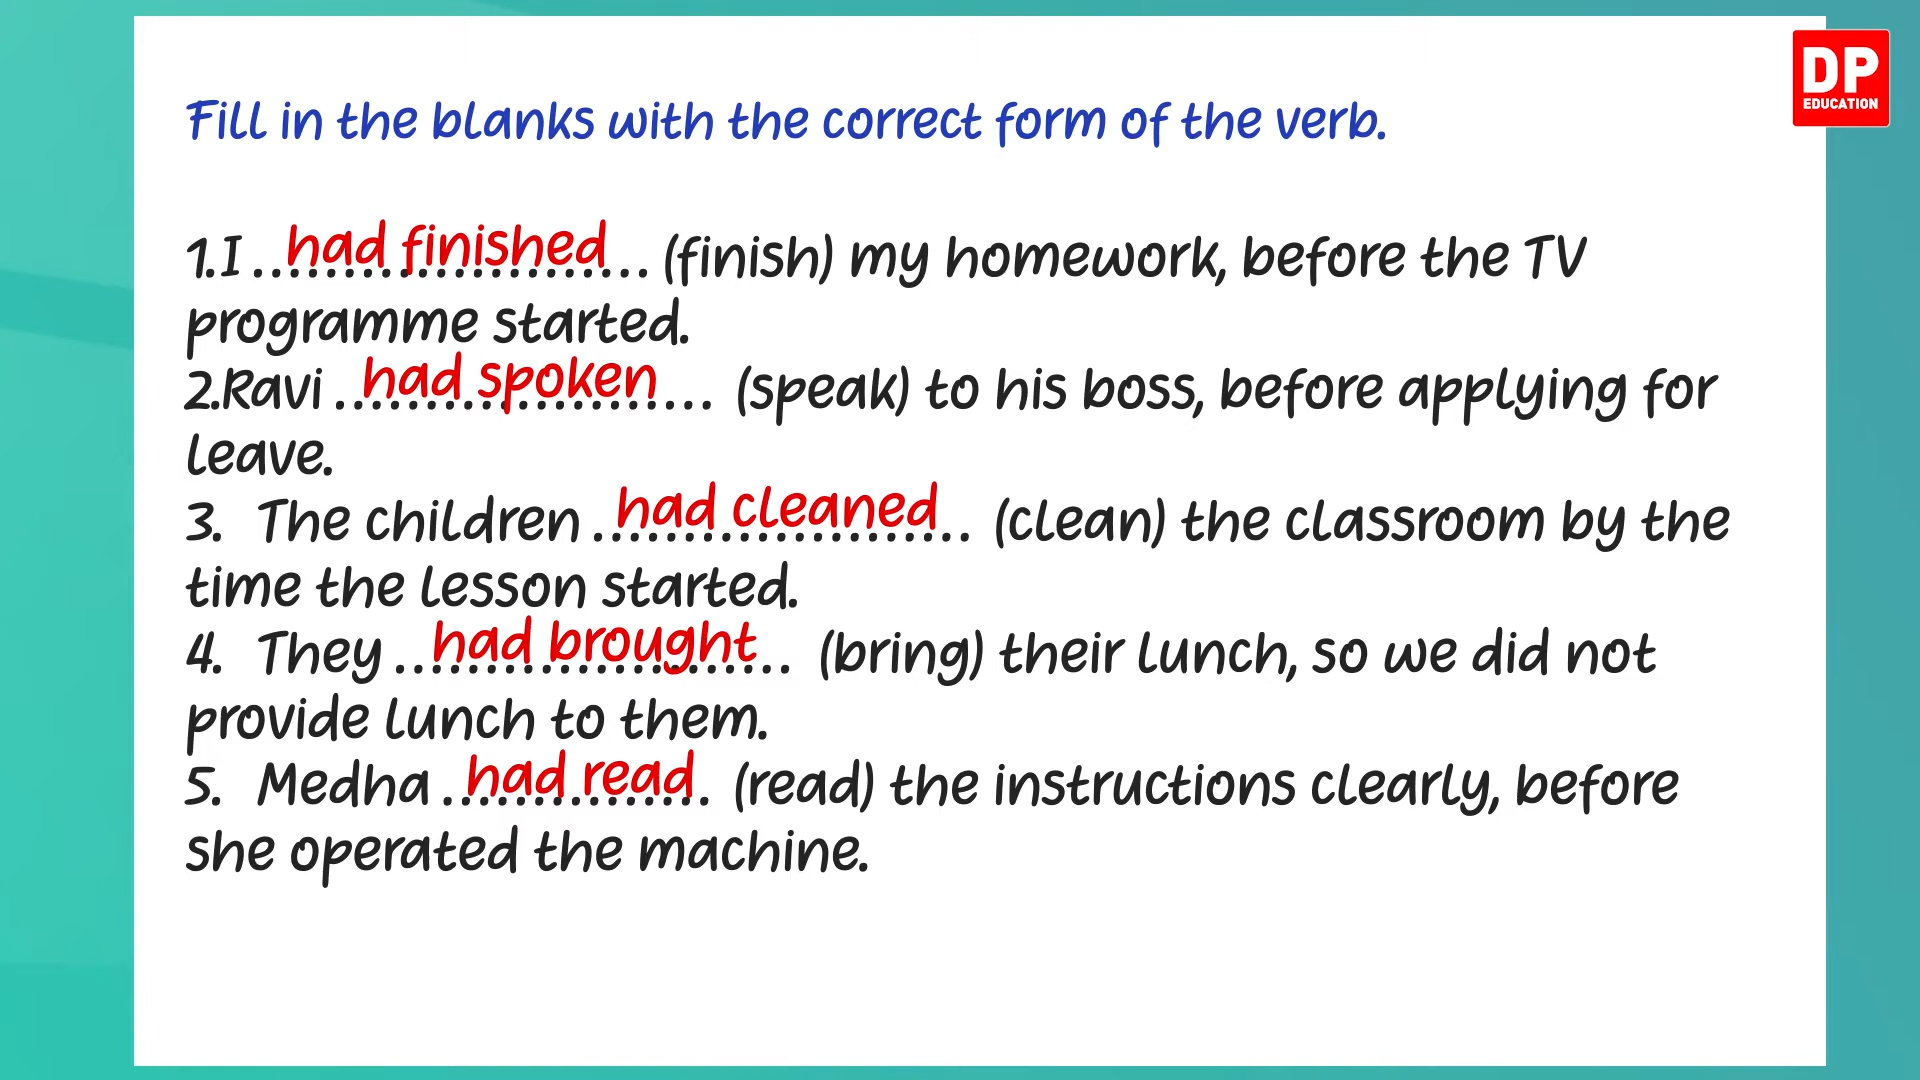 DP
EDUCATION
Fill in the blanks with the correct form of the verb.
1.I ..had finished.. (finish) my homework, before the TV
programme started.
2.Ravi ..had spoken... (speak) to his boss, before applying for
leave.
3. The children .had cleaned.. (clean) the classroom by the
time the lesson started.
4. They ..had brought.. (bring) their lunch, so we did not
provide lunch to them.
5. Medha .had read. (read) the instructions clearly, before
she operated the machine.